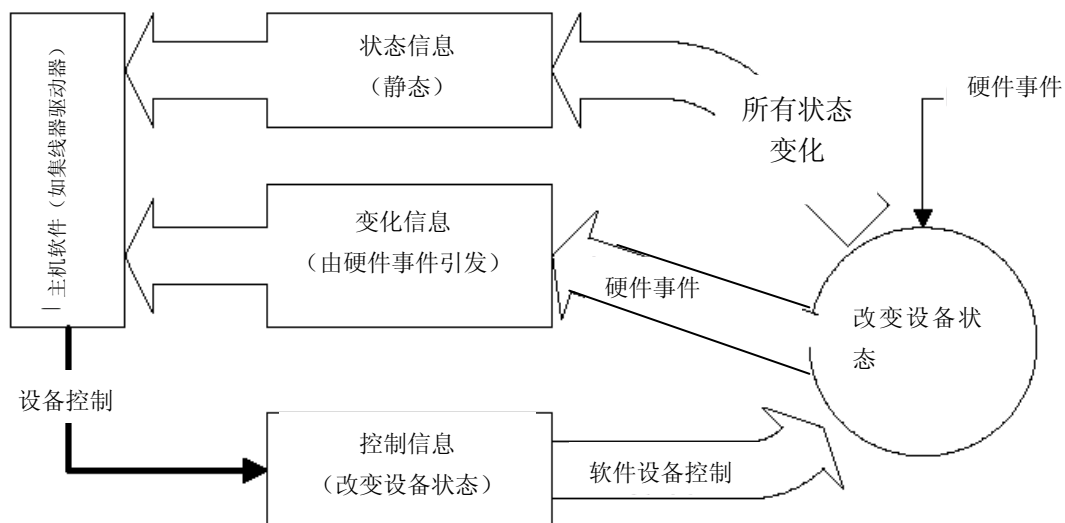 状态信息
（静态）
所有状态
变化
硬件事件
主机软件（如集线器驱动器）
变化信息
（由硬件事件引发）
硬件事件
改变设备状
态
设备控制
控制信息
（改变设备状态）
软件设备控制